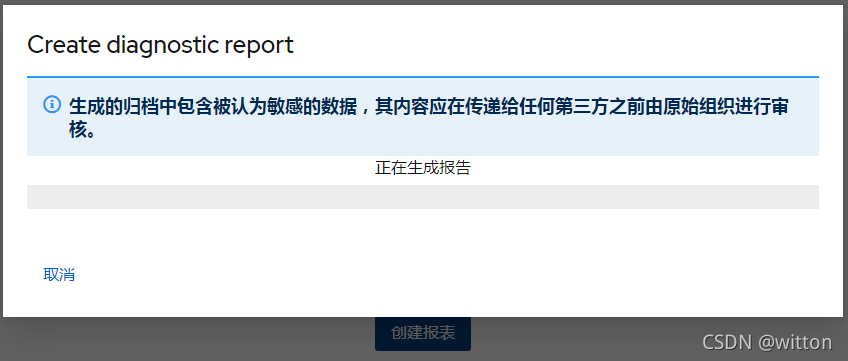 Create diagnostic report
生成的归档中包含被认为敏感的数据，其内容应在传递给任何第三方之前由原始组织进行审
核。
正在生成报告
取消
创建报表
CSDN @witton